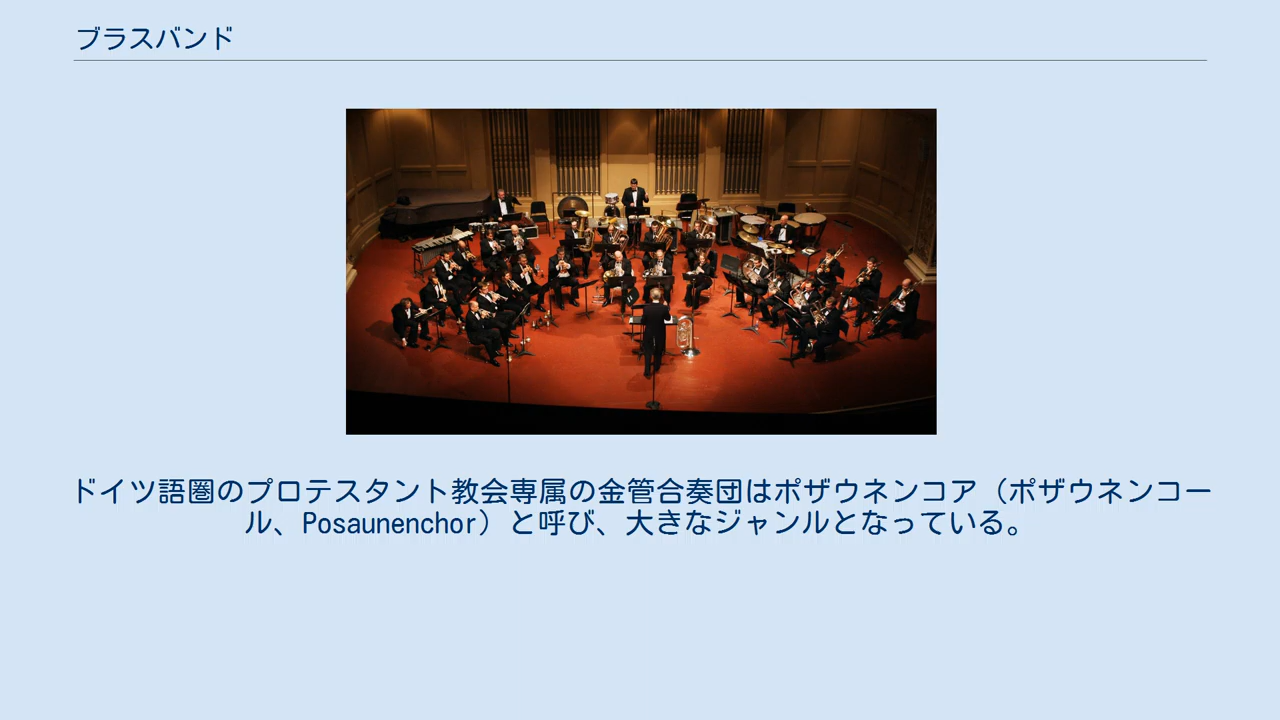 ブラスバンド
ドイツ語圏のプロテスタント教会専属の金管合奏団はポザウネンコア（ポザウネンコー
ル、Posaunenchor）と呼び、大きなジャンルとなっている。